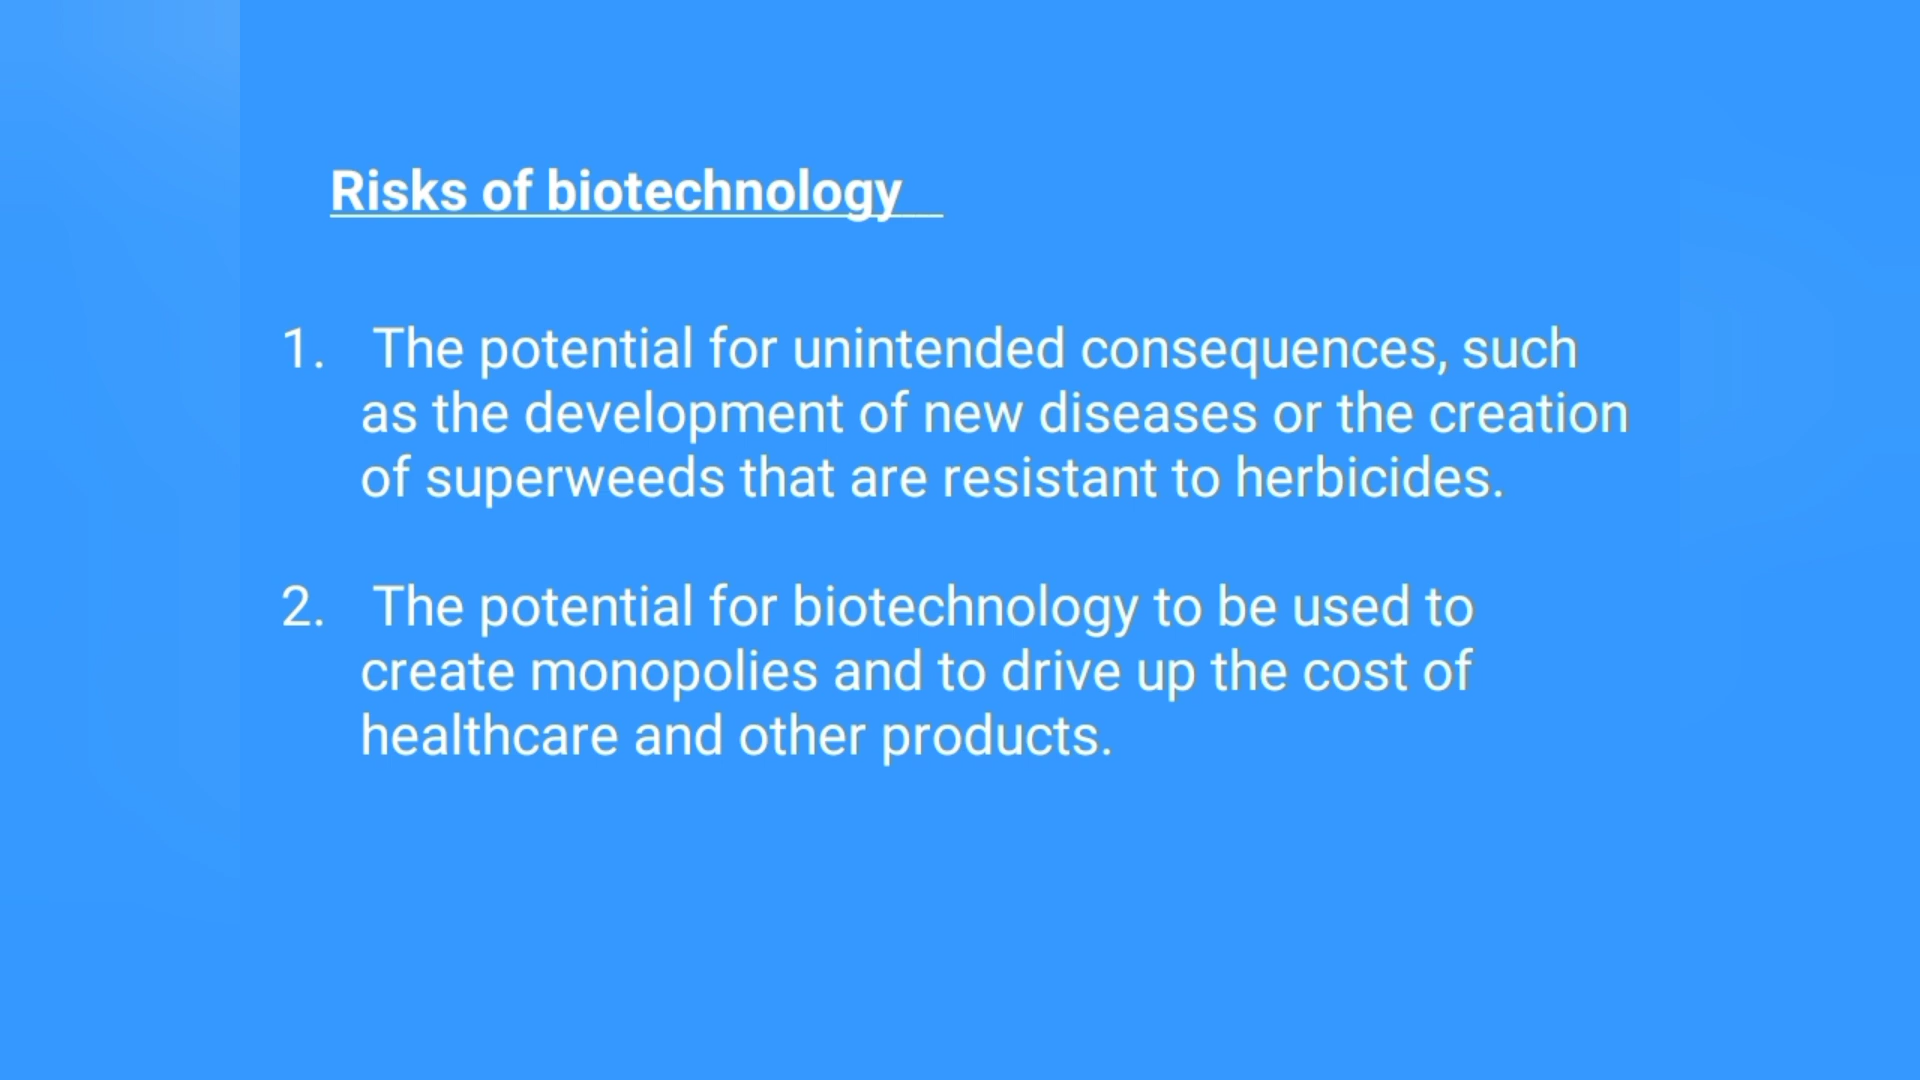 Risks of biotechnology
1. The potential for unintended consequences, such
as the development of new diseases or the creation
of superweeds that are resistant to herbicides.
2. The potential for biotechnology to be used to
create monopolies and to drive up the cost of
healthcare and other products.